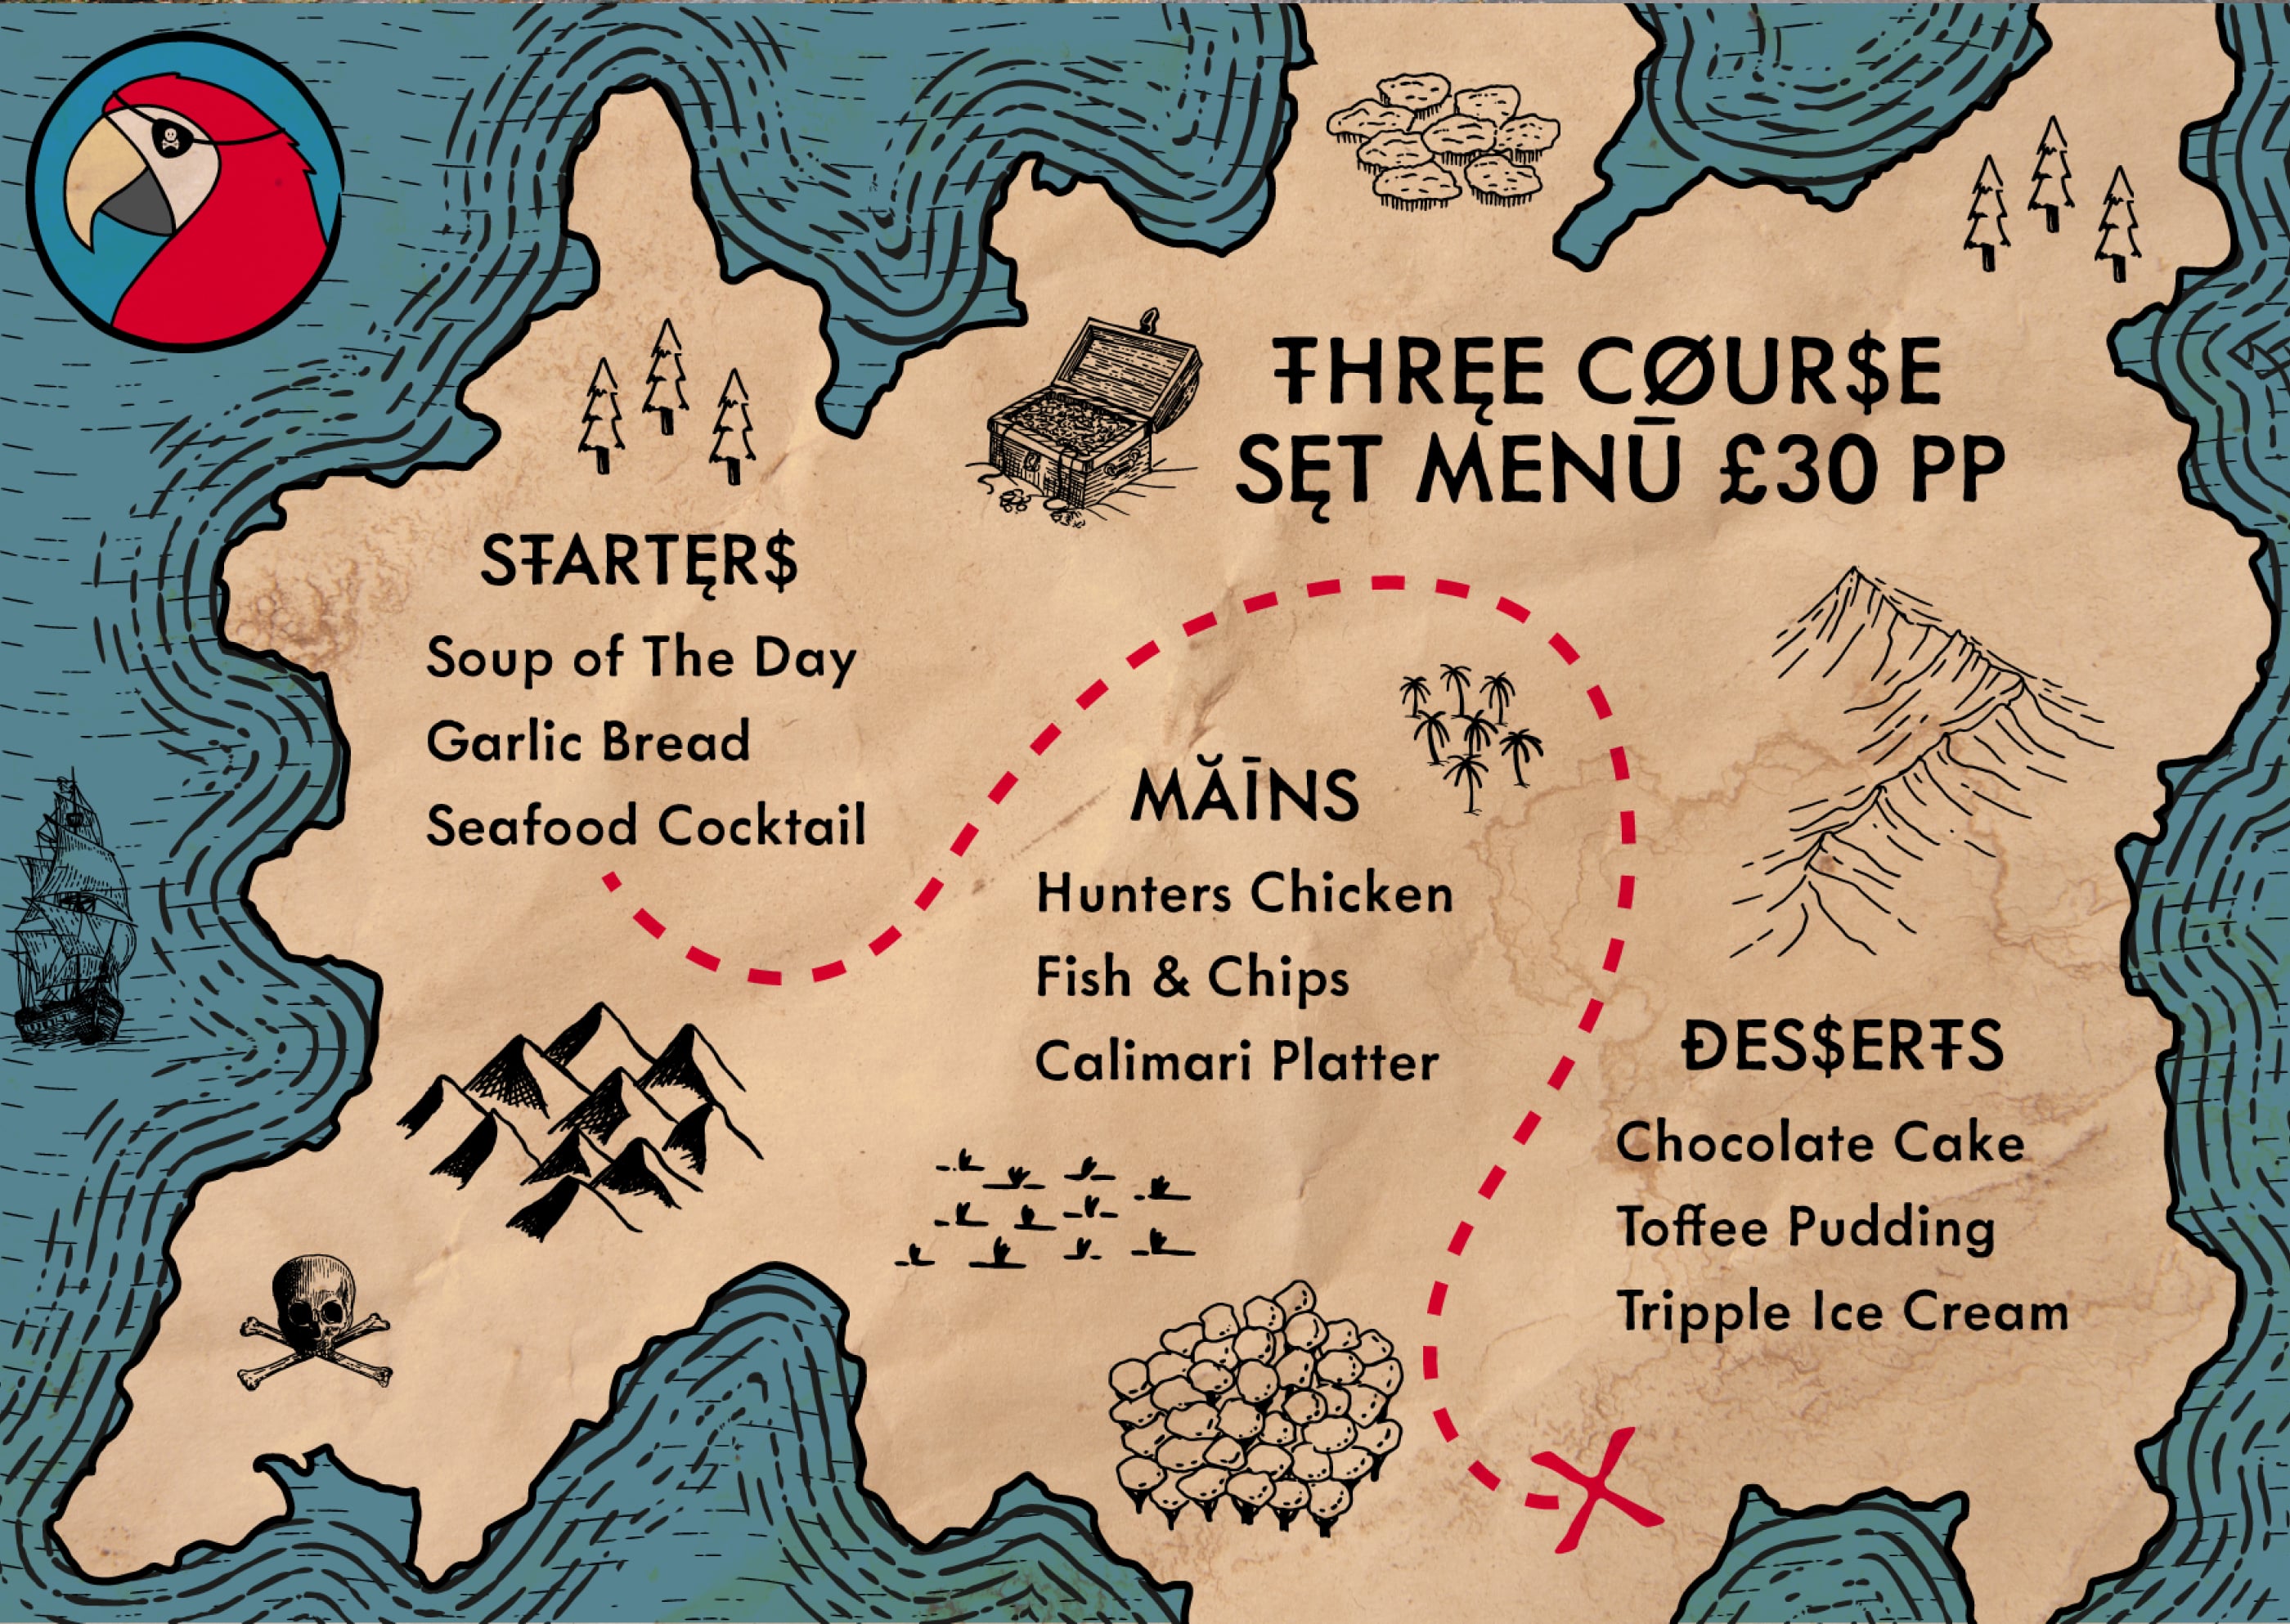 ŦHRĘE CØUR$E
SĘT MENŪ £30 PP
SŦARTĘR$
Soup of The Day
Garlic Bread
Seafood Cocktail
MĂĪNS
Hunters Chicken
Fish & Chips
Calimari Platter
ĐES$ERŦS
Chocolate Cake
Toffee Pudding
Tripple Ice Cream